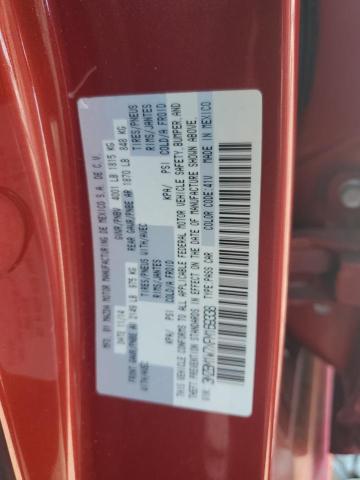 MFD. BY MAZDA MOTOR MANUFACTURING DE MEXICO S.A. DE C.V.
DATE: 11/14 GVWR/PNBV 4001 LB 1815 KG
FRONT GAWR/PNBE AV 2149 LB 975 KG REAR GAWR/PNBE AR 1870 LB 848 KG
WITH/AVEC TIRES/PNEUS WITH/AVEC TIRES/PNEUS
RIMS/JANTES RIMS/JANTES
KPA/ PSI COLD/A FROID KPA/ PSI COLD/A FROID
THIS VEHICLE CONFORMS TO ALL APPLICABLE FEDERAL MOTOR VEHICLE SAFETY, BUMPER, AND
THEFT PREVENTION STANDARDS IN EFFECT ON THE DATE OF MANUFACTURE SHOWN ABOVE.
TYPE: PASS CAR COLOR CODE: 41V MADE IN MEXICO